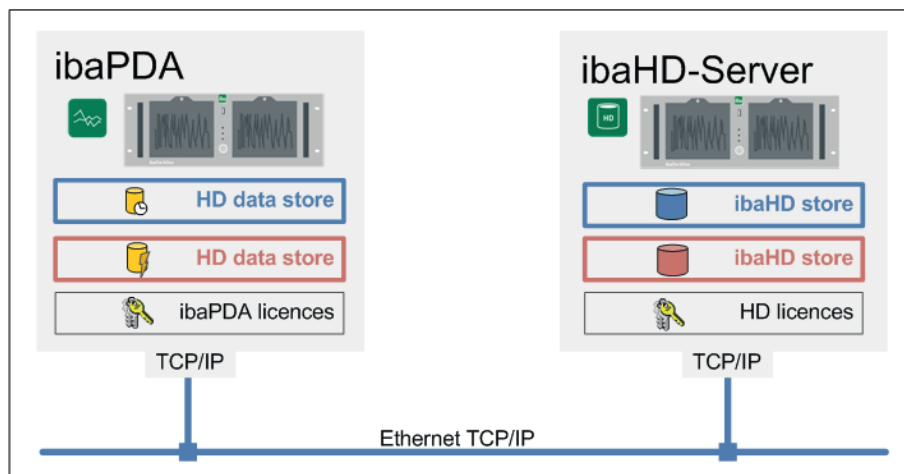 ibaPDA
HD data store
HD data store
ibaPDA licences
TCP/IP
ibaHD-Server
HD
ibaHD store
ibaHD store
HD licences
TCP/IP
Ethernet TCP/IP